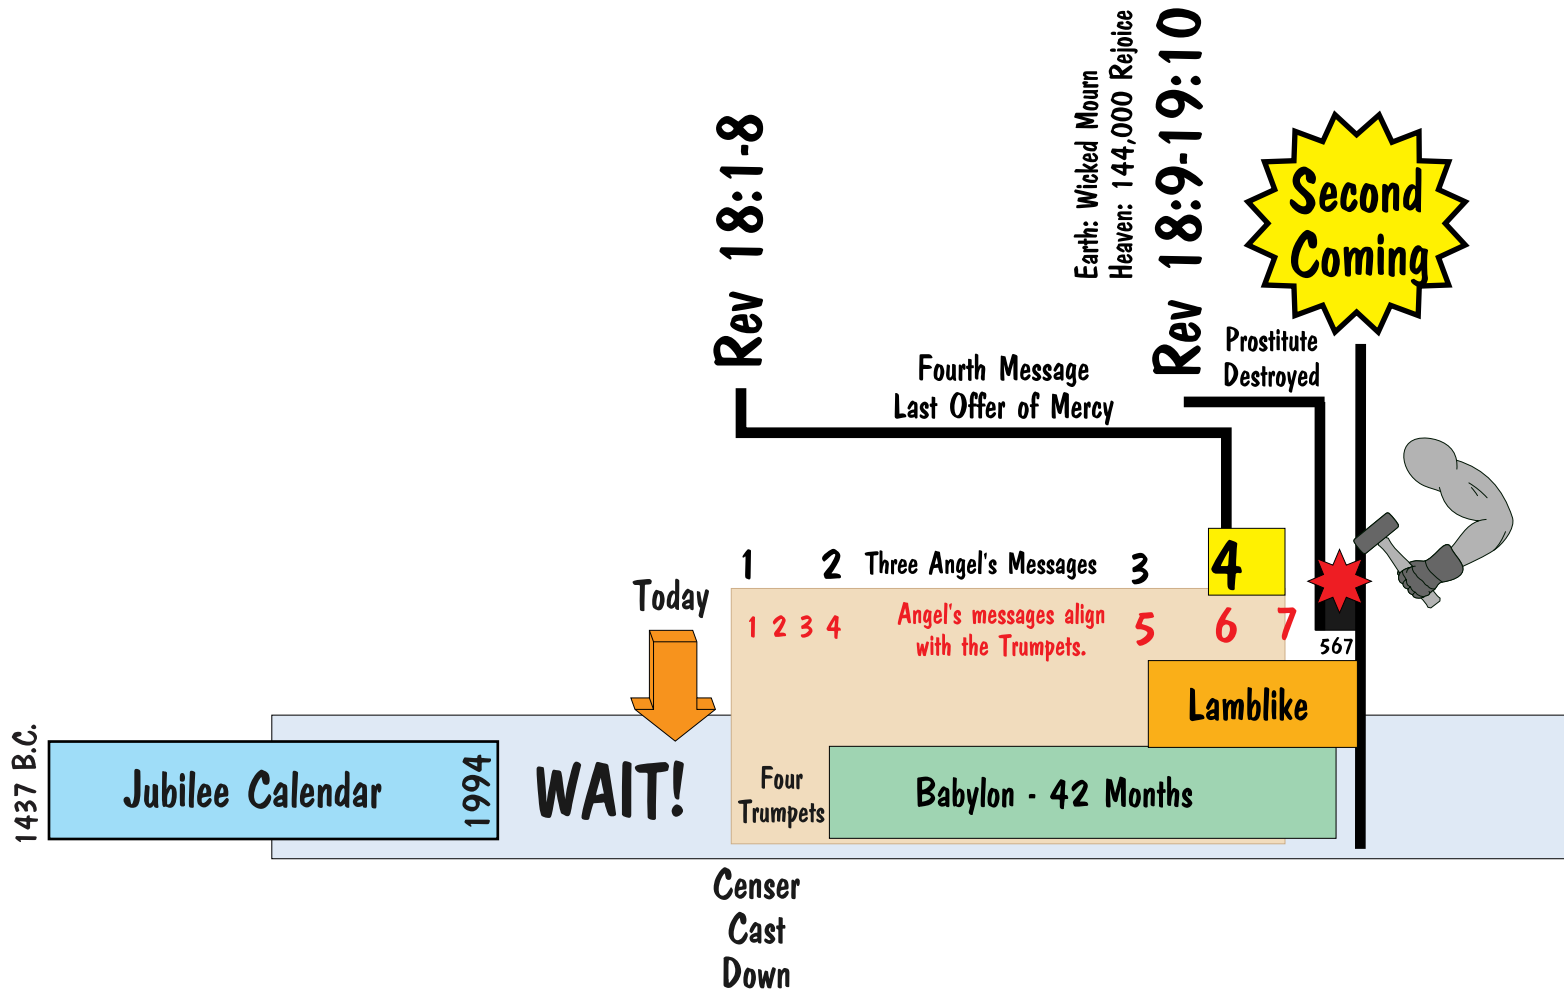 Rev 18:1-8
Earth: Wicked Mourn
Heaven: 144,000 Rejoice
Rev 18:9-19:10
Second
Coming
Prostitute
Destroyed
Fourth Message
Last Offer of Mercy
1 2 Three Angel's Messages 3 4
Today
1 2 3 4 Angel's messages align 5 6 7
with the Trumpets.
567
Lamblike
1437 B.C.
Jubilee Calendar
1994
WAIT!
Four
Trumpets
Babylon - 42 Months
Censer
Cast
Down